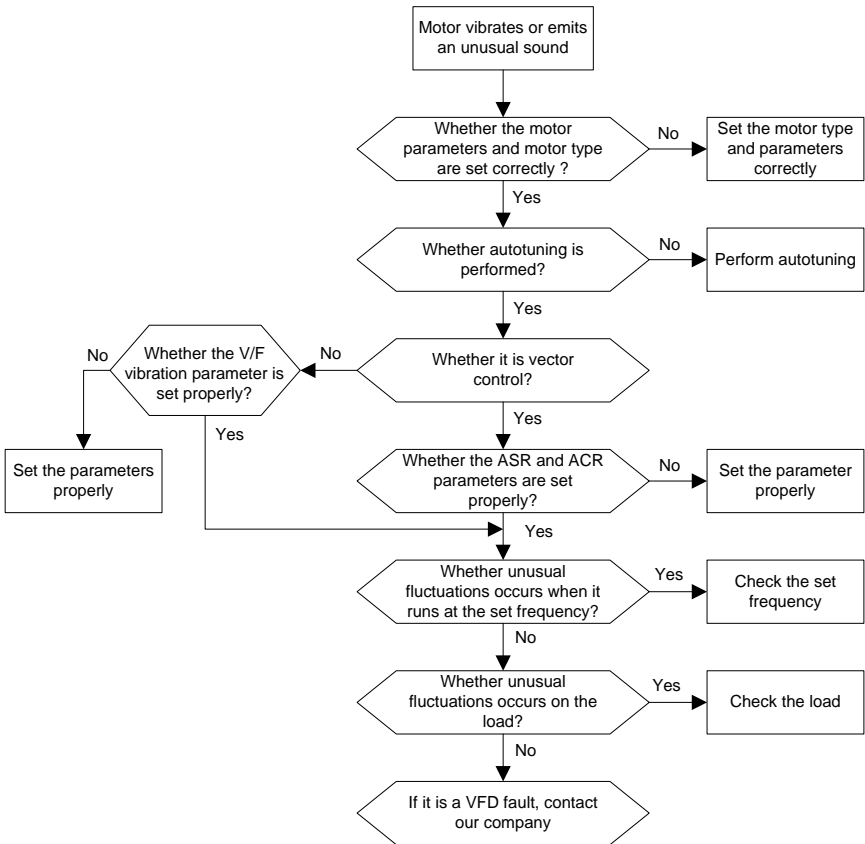 Motor vibrates or emits
an unusual sound
Whether the motor
parameters and motor type
are set correctly ?
No
Set the motor type
and parameters
correctly
Yes
Whether autotuning is
performed?
No
Perform autotuning
Yes
Whether it is vector
control?
No
Whether the V/F
vibration parameter is
set properly?
No
Set the parameters
properly
Yes
Yes
Whether the ASR and ACR
parameters are set
properly?
No
Set the parameter
properly
Yes
Whether unusual
fluctuations occurs when it
runs at the set frequency?
Yes
Check the set
frequency
No
Whether unusual
fluctuations occurs on the
load?
Yes
Check the load
No
If it is a VFD fault, contact
our company